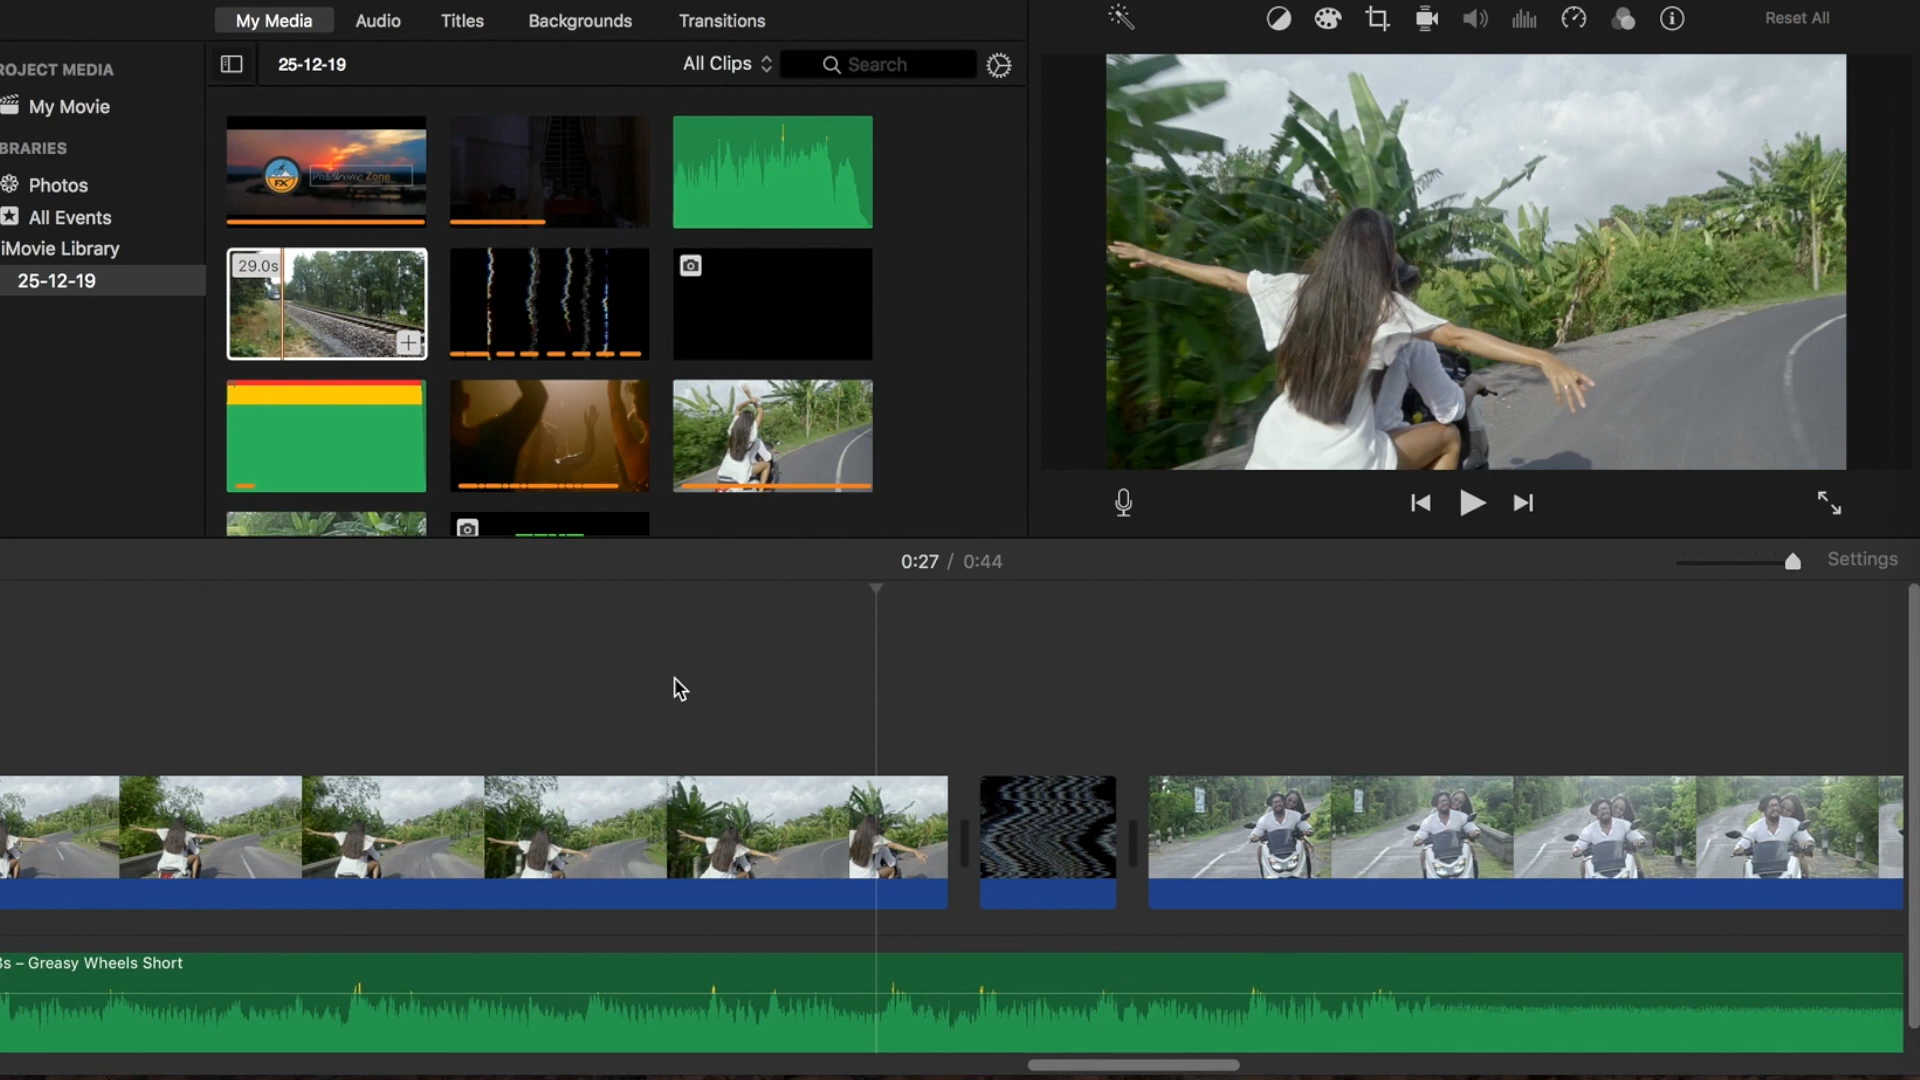 My Media Audio Titles Backgrounds Transitions
Reset All
ROJECT MEDIA
25-12-19 All Clips Search
My Movie
BRARIES
Photos
All Events
iMovie Library
25-12-19
FX Zone
29.0s
0:27 / 0:44 Settings
3s – Greasy Wheels Short